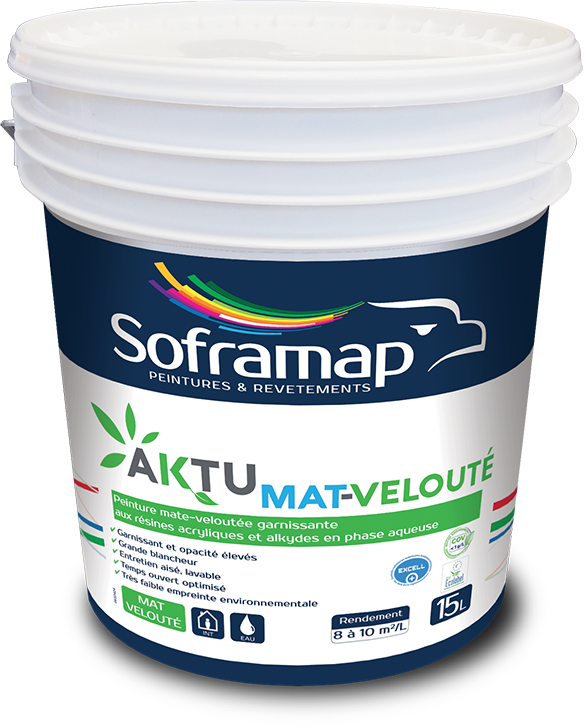 Soframap
PEINTURES & REVETEMENTS
AKTU MAT-VELOUTÉ
Peinture mate-veloutée garnissante
aux résines acryliques et alkydes en phase aqueuse
Garnissant et opacité élevés
Grande blancheur
Entretien aisé, lavable
Temps ouvert optimisé
Très faible empreinte environnementale
EXCELL
COV
Ecolabel
MAT
VELOUTÉ
INT
EAU
Rendement
8 à 10 m²/L
15L